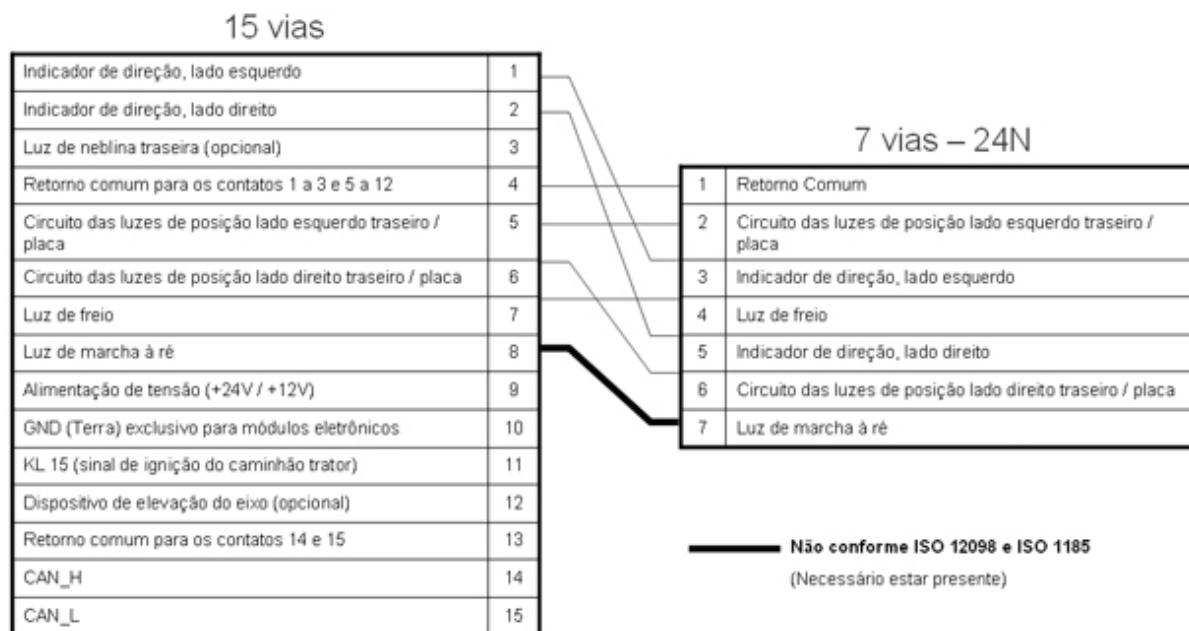 15 vias
Indicador de direção, lado esquerdo 1
Indicador de direção, lado direito 2
Luz de neblina traseira (opcional) 3
Retorno comum para os contatos 1 a 3 e 5 a 12 4
Circuito das luzes de posição lado esquerdo traseiro / 5
placa
Circuito das luzes de posição lado direito traseiro / placa 6
Luz de freio 7
Luz de marcha à ré 8
Alimentação de tensão (+24V / +12V) 9
GND (Terra) exclusivo para módulos eletrônicos 10
KL 15 (sinal de ignição do caminhão trator) 11
Dispositivo de elevação do eixo (opcional) 12
Retorno comum para os contatos 14 e 15 13
CAN_H 14
CAN_L 15
7 vias – 24N
1 Retorno Comum
2 Circuito das luzes de posição lado esquerdo traseiro /
placa
3 Indicador de direção, lado esquerdo
4 Luz de freio
5 Indicador de direção, lado direito
6 Circuito das luzes de posição lado direito traseiro / placa
7 Luz de marcha à ré
Não conforme ISO 12098 e ISO 1185
(Necessário estar presente)